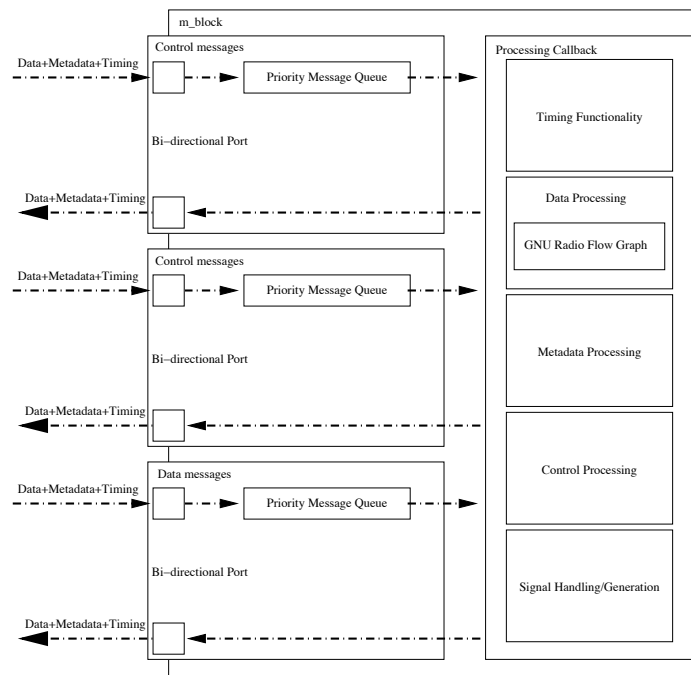 m_block
Control messages
Data+Metadata+Timing
Priority Message Queue
Bi–directional Port
Data+Metadata+Timing
Control messages
Data+Metadata+Timing
Priority Message Queue
Bi–directional Port
Data+Metadata+Timing
Data messages
Data+Metadata+Timing
Priority Message Queue
Bi–directional Port
Data+Metadata+Timing
Processing Callback
Timing Functionality
Data Processing
GNU Radio Flow Graph
Metadata Processing
Control Processing
Signal Handling/Generation